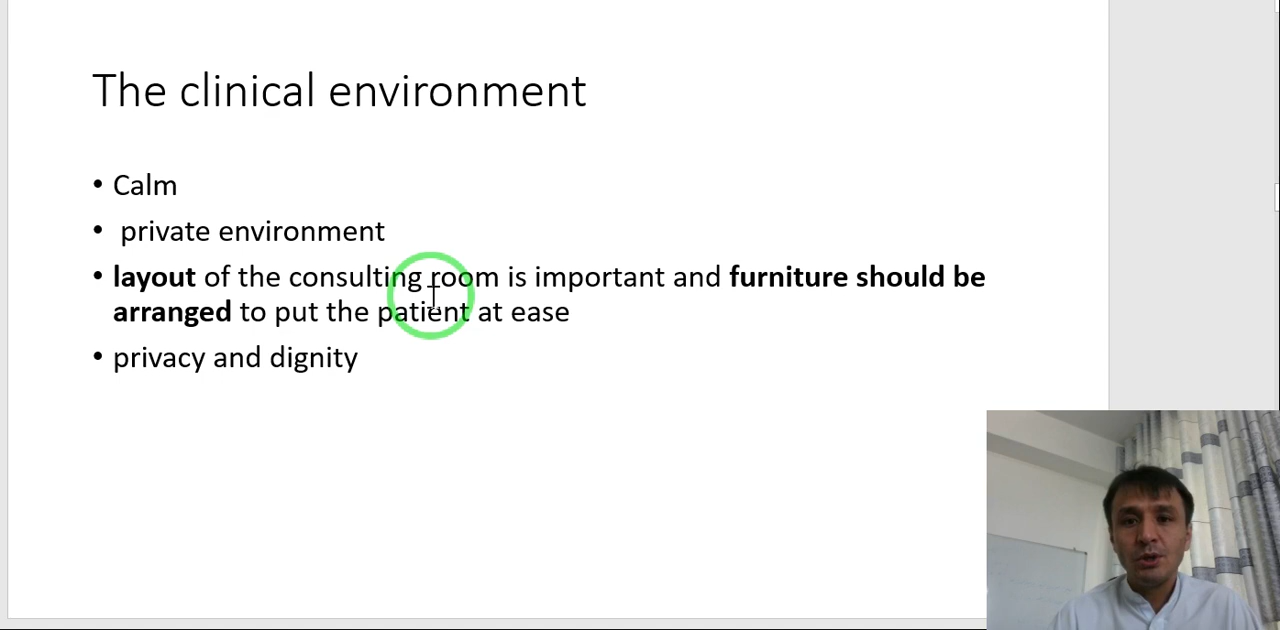 The clinical environment
• Calm
• private environment
• layout of the consulting room is important and furniture should be
arranged to put the patient at ease
• privacy and dignity